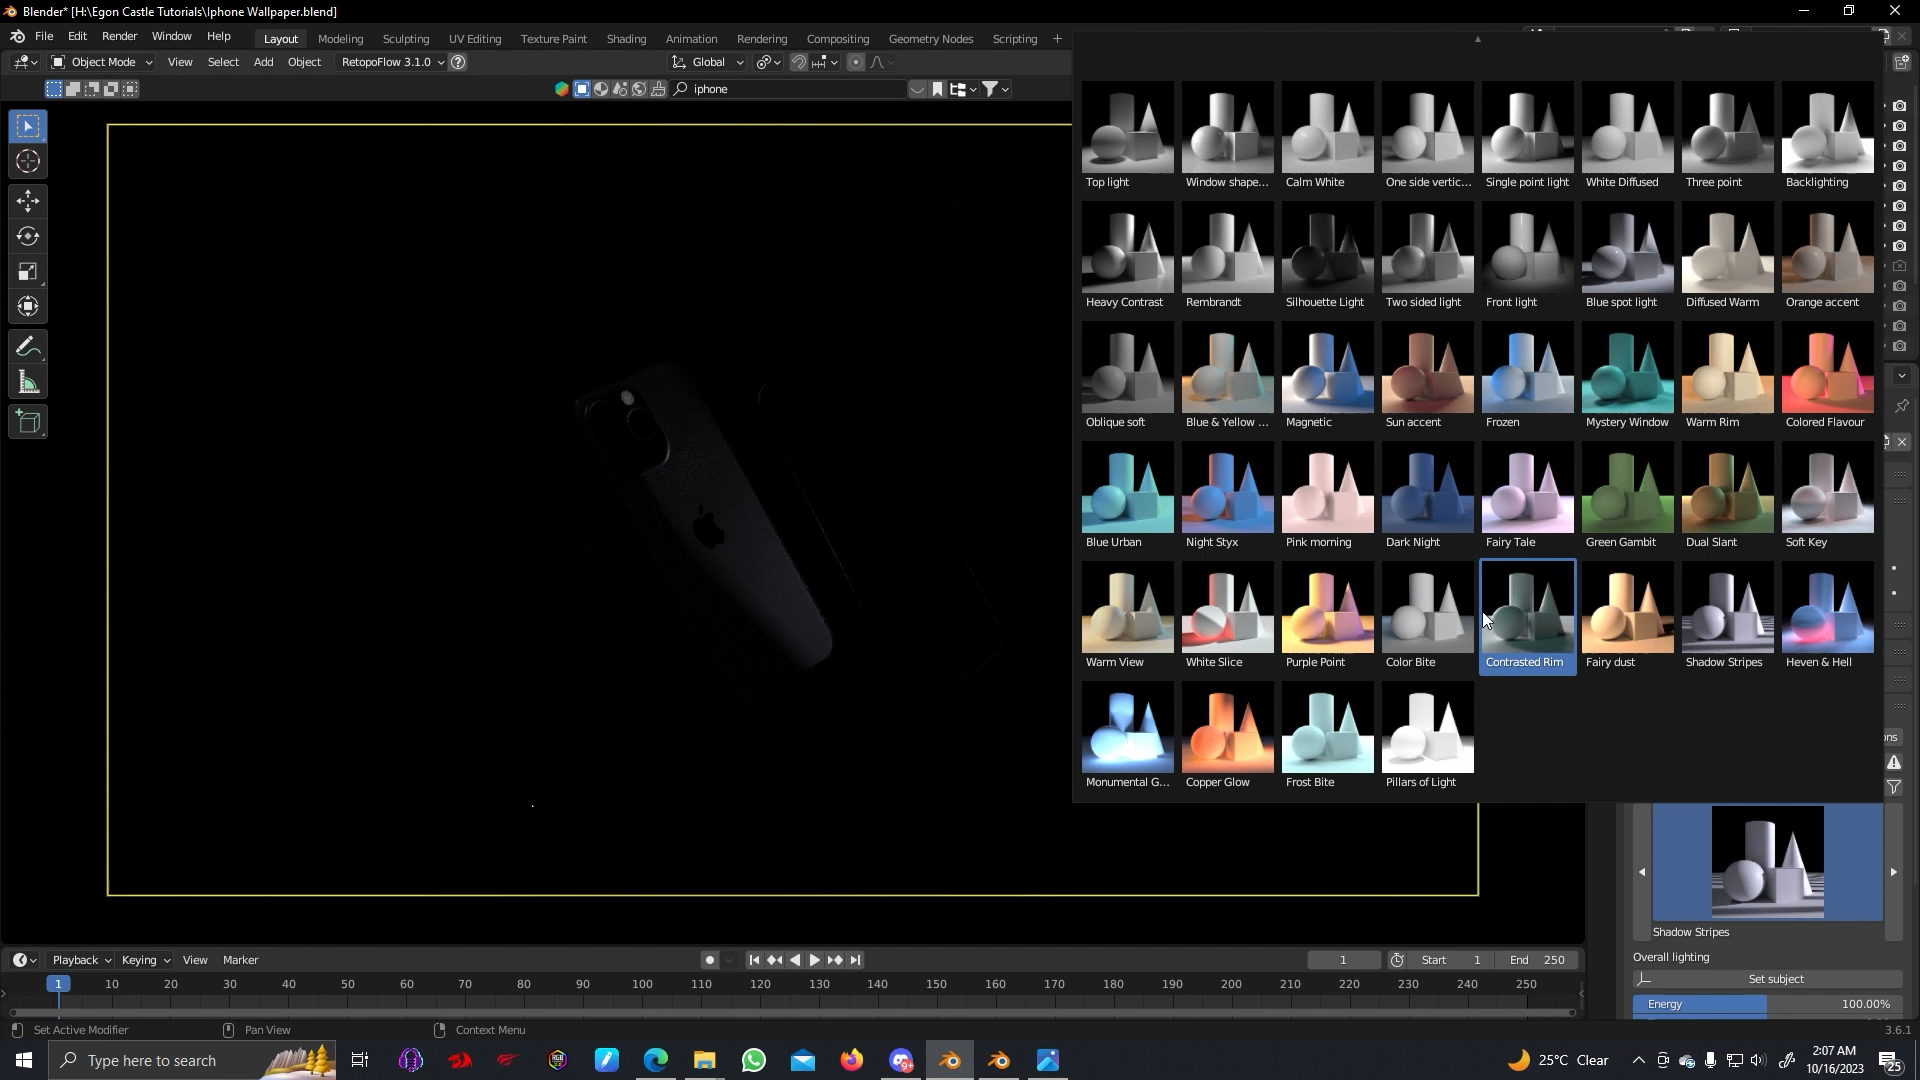 Blender* [H:\Egon Castle Tutorials\Iphone Wallpaper.blend]
File Edit Render Window Help Layout Modeling Sculpting UV Editing Texture Paint Shading Animation Rendering Compositing Geometry Nodes Scripting
Object Mode View Select Add Object RetopoFlow 3.1.0 Global
iphone
Top light Window shape... Calm White One side vertic... Single point light White Diffused Three point Backlighting
Heavy Contrast Rembrandt Silhouette Light Two sided light Front light Blue spot light Diffused Warm Orange accent
Oblique soft Blue & Yellow ... Magnetic Sun accent Frozen Mystery Window Warm Rim Colored Flavour
Blue Urban Night Styx Pink morning Dark Night Fairy Tale Green Gambit Dual Slant Soft Key
Warm View White Slice Purple Point Color Bite Contrasted Rim Fairy dust Shadow Stripes Heven & Hell
ons
Monumental G... Copper Glow Frost Bite Pillars of Light
Shadow Stripes
Overall lighting
Set subject
Energy 100.00%
Playback Keying View Marker 1 Start 1 End 250
1 10 20 30 40 50 60 70 80 90 100 110 120 130 140 150 160 170 180 190 200 210 220 230 240 250
Set Active Modifier Pan View Context Menu 3.6.1
Type here to search 9+ 25°C Clear 2:07 AM
10/16/2023 25